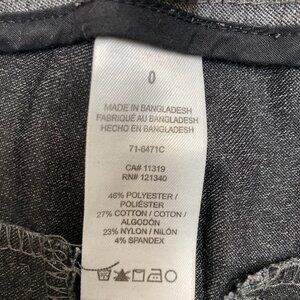 0
MADE IN BANGLADESH
FABRIQUÉ AU BANGLADESH
HECHO EN BANGLADESH
71-6471C
CA# 11319
RN# 121340
46% POLYESTER /
POLIÉSTER
27% COTTON / COTON /
ALGODÓN
23% NYLON / NILÓN
4% SPANDEX